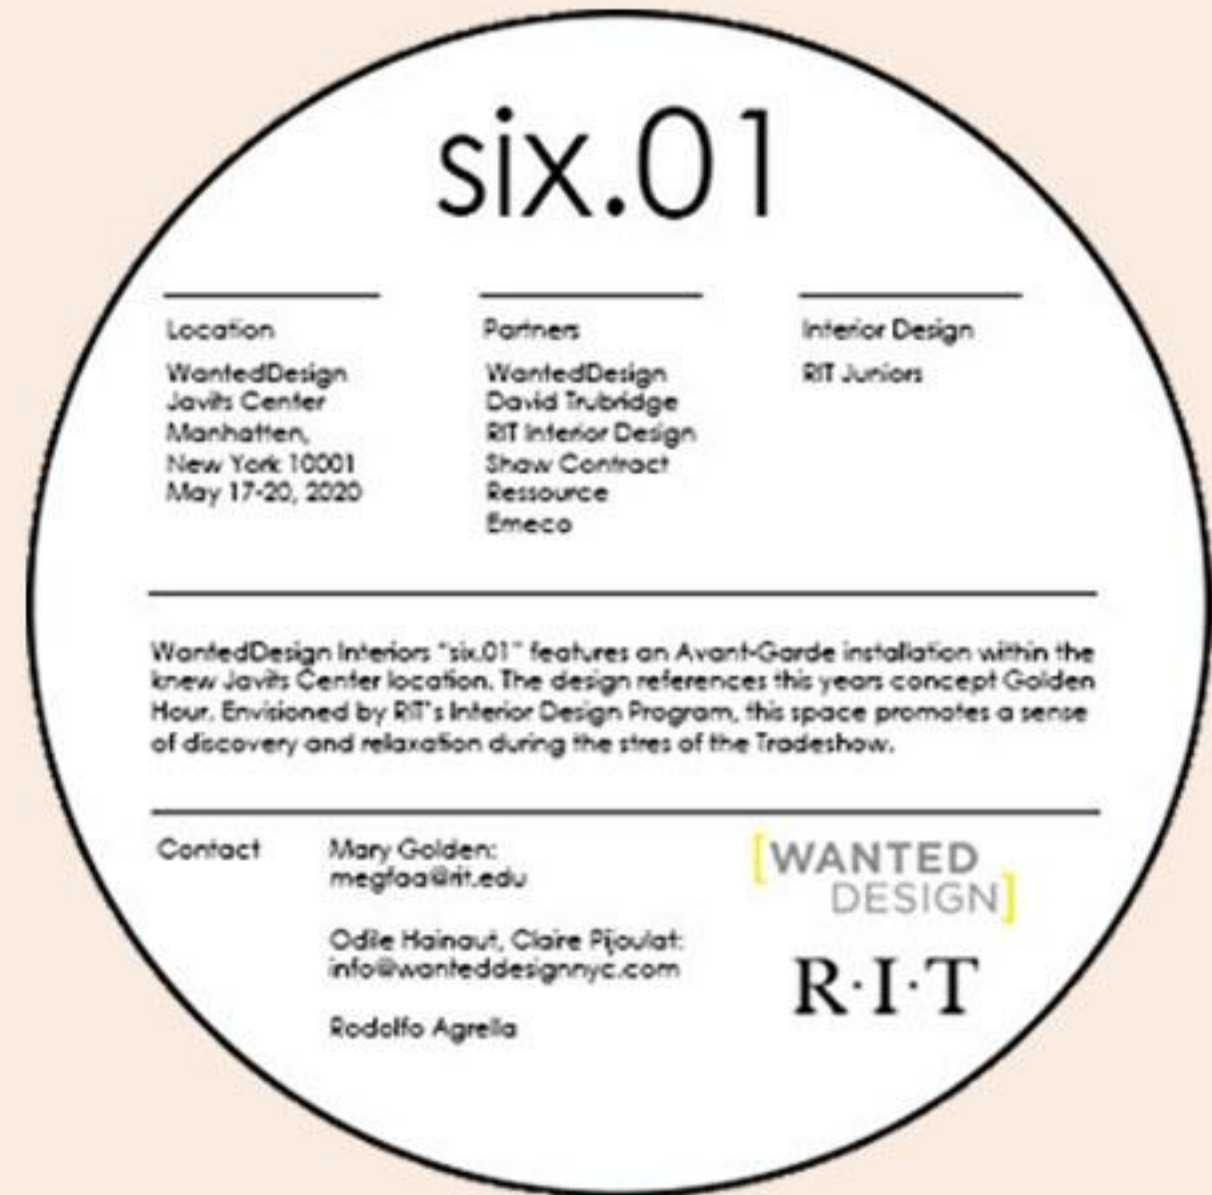 six.01
Location
WantedDesign
Javits Center
Manhatten,
New York 10001
May 17-20, 2020
Partners
WantedDesign
David Trubridge
RIT Interior Design
Shaw Contract
Ressource
Emeco
Interior Design
RIT Juniors
WantedDesign Interiors "six.01" features an Avant-Garde installation within the
knew Javits Center location. The design references this years concept Golden
Hour. Envisioned by RIT's Interior Design Program, this space promotes a sense
of discovery and relaxation during the stres of the Tradeshow.
Contact
Mary Golden:
megfaa@rit.edu
Odile Hainaut, Claire Pijoulat:
info@wanteddesignnyc.com
Rodolfo Agrella
[WANTED
DESIGN]
R·I·T